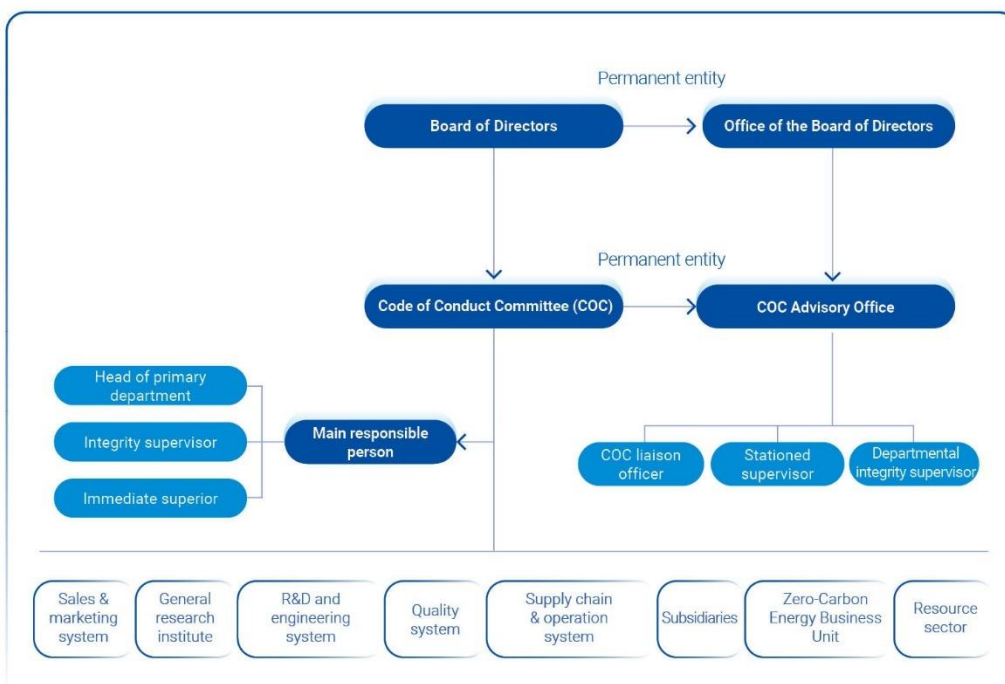 Permanent entity
Board of Directors
Office of the Board of Directors
Permanent entity
Code of Conduct Committee (COC)
COC Advisory Office
Head of primary
department
Integrity supervisor
Immediate superior
Main responsible
person
COC liaison
officer
Stationed
supervisor
Departmental
integrity supervisor
Sales &
marketing
system
General
research
institute
R&D and
engineering
system
Quality
system
Supply chain
& operation
system
Subsidiaries
Zero-Carbon
Energy Business
Unit
Resource
sector